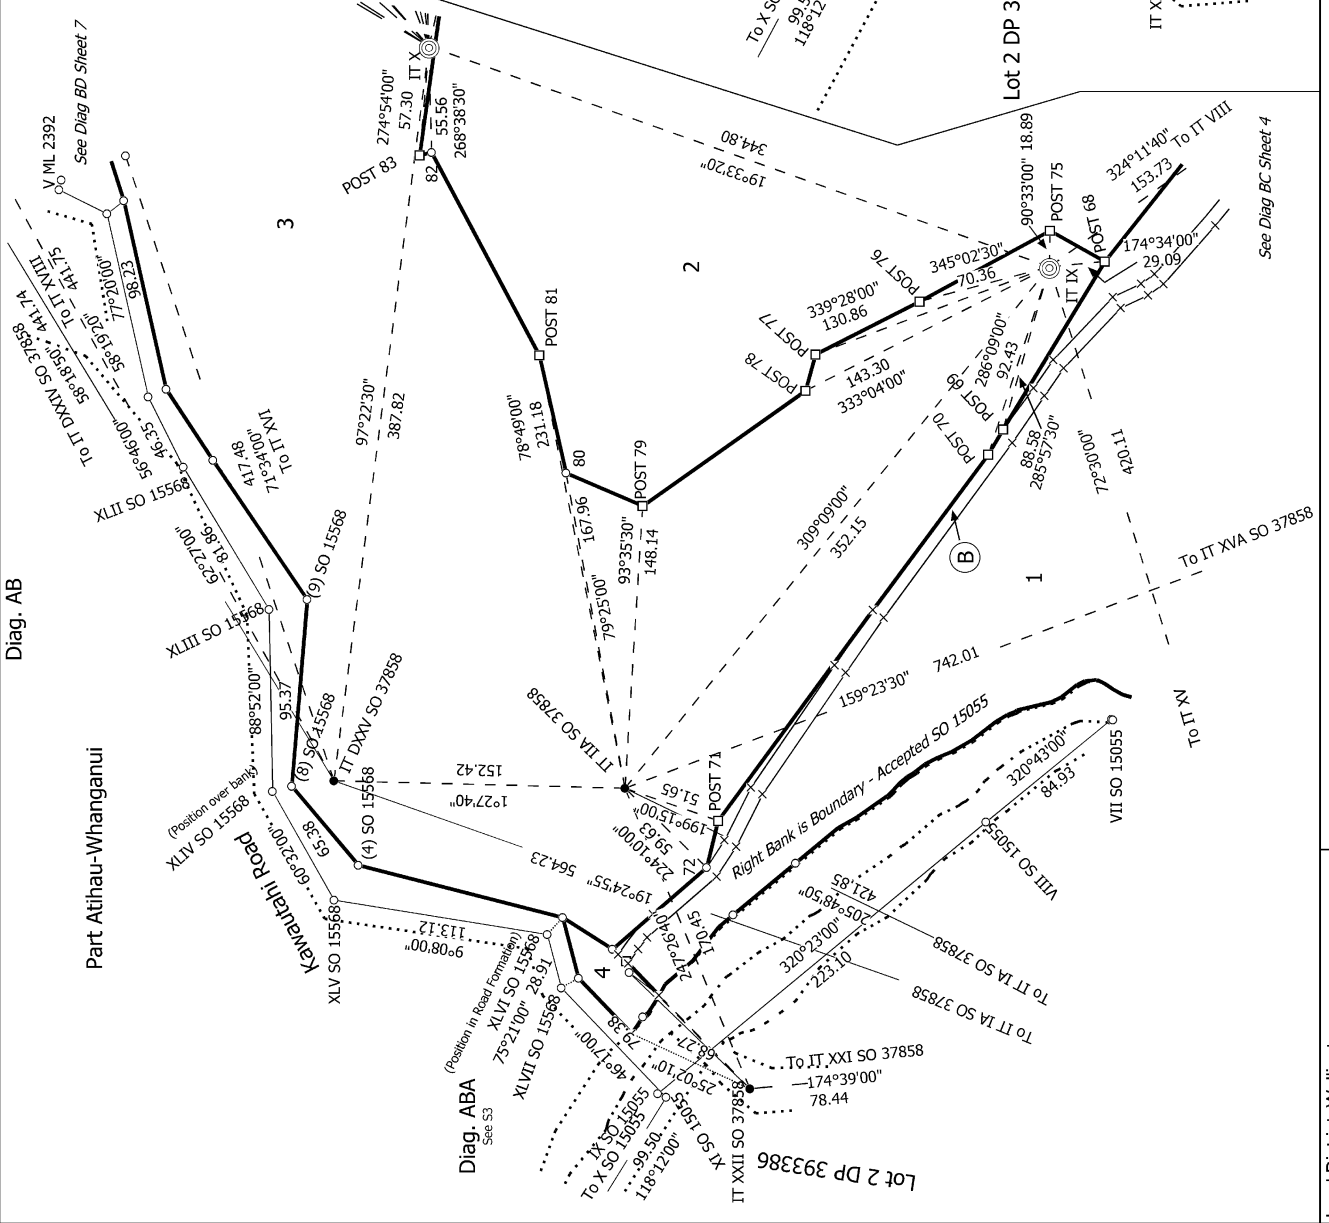 Diag. AB
Part Atihau-Whanganui
Kawautahi Road
Diag. ABA
See S3
Lot 2 DP 393386
Lot 2 DP 3
See Diag BD Sheet 7
See Diag BC Sheet 4
V ML 2392
3
2
1
4
B
To X SO
99.5
118°12'
IT X
274°54'00"
57.30
IT X
55.56
268°38'30"
POST 83
82
344.80
19°33'20"
90°33'00" 18.89
POST 75
324°11'40" To IT VIII
153.73
POST 68
174°34'00"
29.09
IT IX
POST 76
345°02'30"
70.36
POST 77
339°28'00"
130.86
POST 78
143.30
333°04'00"
POST 81
78°49'00"
231.18
80
POST 79
167.96
79°25'00"
93°35'30"
148.14
97°22'30"
387.82
309°09'00"
352.15
286°09'00"
92.43
POST 69
POST 70
88.58
285°57'30"
72°30'00"
420.11
To IT XV
To IT XVA SO 37858
159°23'30"
742.01
IT IIA SO 37858
152.42
1°27'40"
IT DXXV SO 37858
564.23
19°24'55"
51.65
199°15'00"
59.63
224°10'00"
POST 71
72
Right Bank is Boundary - Accepted SO 15055
To IT DXXIV SO 37858
441.74
58°18'50"
To IT XVIII
441.75
58°19'20"
77°20'00"
98.23
56°46'00"
46.35
417.48
71°34'00"
To IT XVI
XLII SO 15568
62°27'00"
81.86
(9) SO 15568
XLIII SO 15568
88°52'00"
95.37
(8) SO 15568
(Position over bank)
XLIV SO 15568
60°32'00"
65.38
(4) SO 15568
XLV SO 15568
113.12
9°08'00"
(Position in Road Formation)
XLVI SO 15568
28.91
75°21'00"
XLVII SO 15568
46°17'00"
79.38
68.27
25°02'10"
247°26'40"
170.45
421.85
205°48'50"
320°23'00"
223.10
To IT IA SO 37858
To IT IA SO 37858
To IT XXI SO 37858
174°39'00"
78.44
320°43'00"
84.93
VII SO 15055
VIII SO 15055
IX SO 15055
To X SO 15055
99.50
118°12'00"
XI SO 15055
IT XXII SO 37858